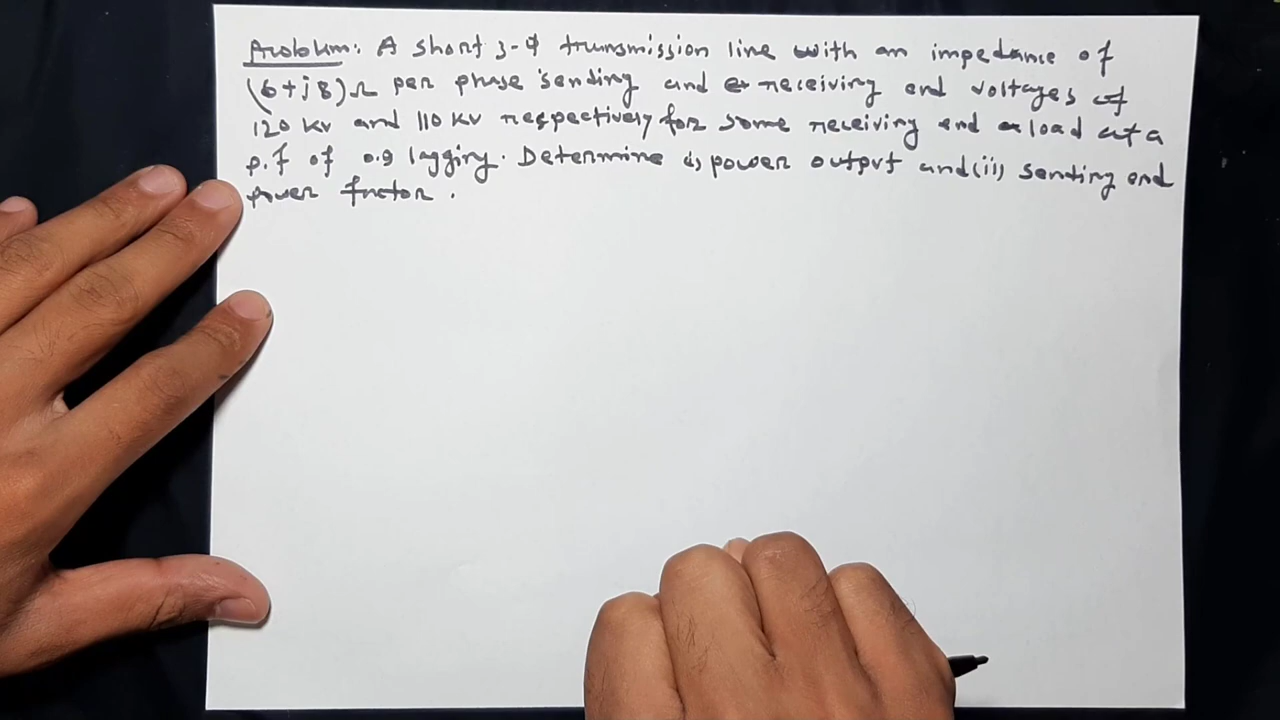 Problem: A short 3-φ transmission line with an impedance of
(6+j8)Ω per phase sending and receiving end voltages of
120 KV and 110 KV respectively for some receiving end load at a
p.f of 0.9 lagging. Determine i) power output and (ii) sending end
power factor.